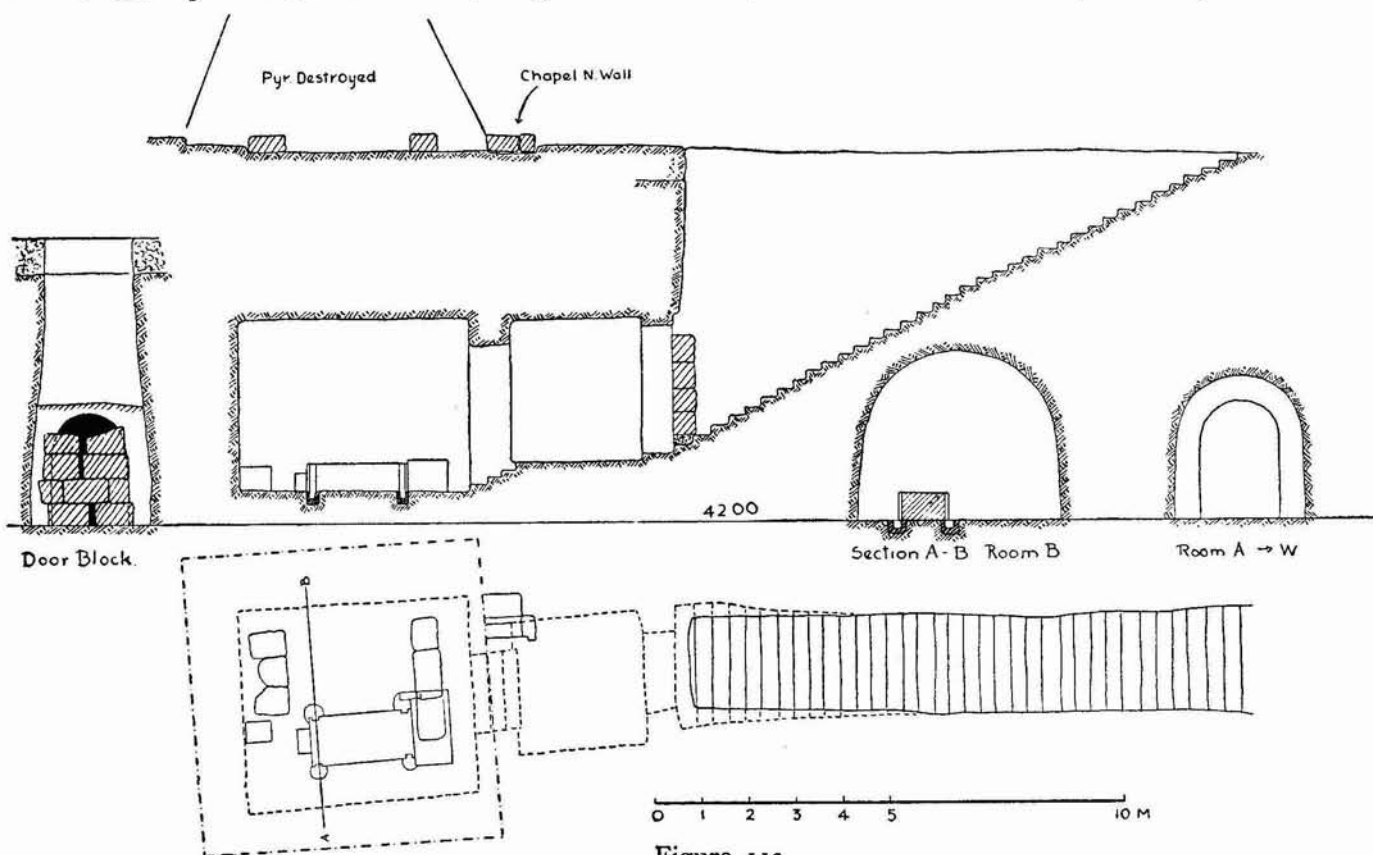 Pyr. Destroyed
Chapel N. Wall
4200
Door Block.
Section A-B Room B
Room A → W
B
A
0 1 2 3 4 5 10 M
Figure